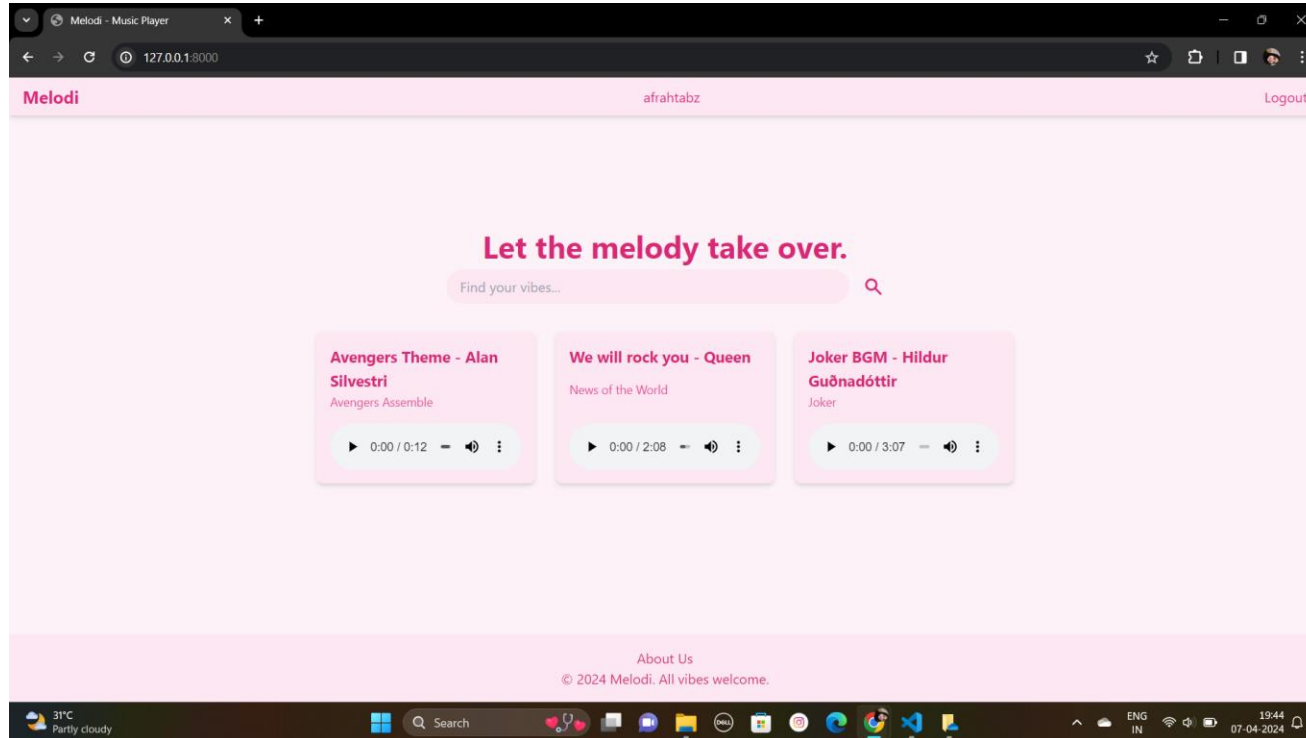 Melodi - Music Player
127.0.0.1:8000
Melodi
afrahtabz
Logout
Let the melody take over.
Find your vibes...
Avengers Theme - Alan
Silvestri
Avengers Assemble
0:00 / 0:12
We will rock you - Queen
News of the World
0:00 / 2:08
Joker BGM - Hildur
Guðnadóttir
Joker
0:00 / 3:07
About Us
© 2024 Melodi. All vibes welcome.
31°C
Partly cloudy
Search
DELL
ENG
IN
19:44
07-04-2024